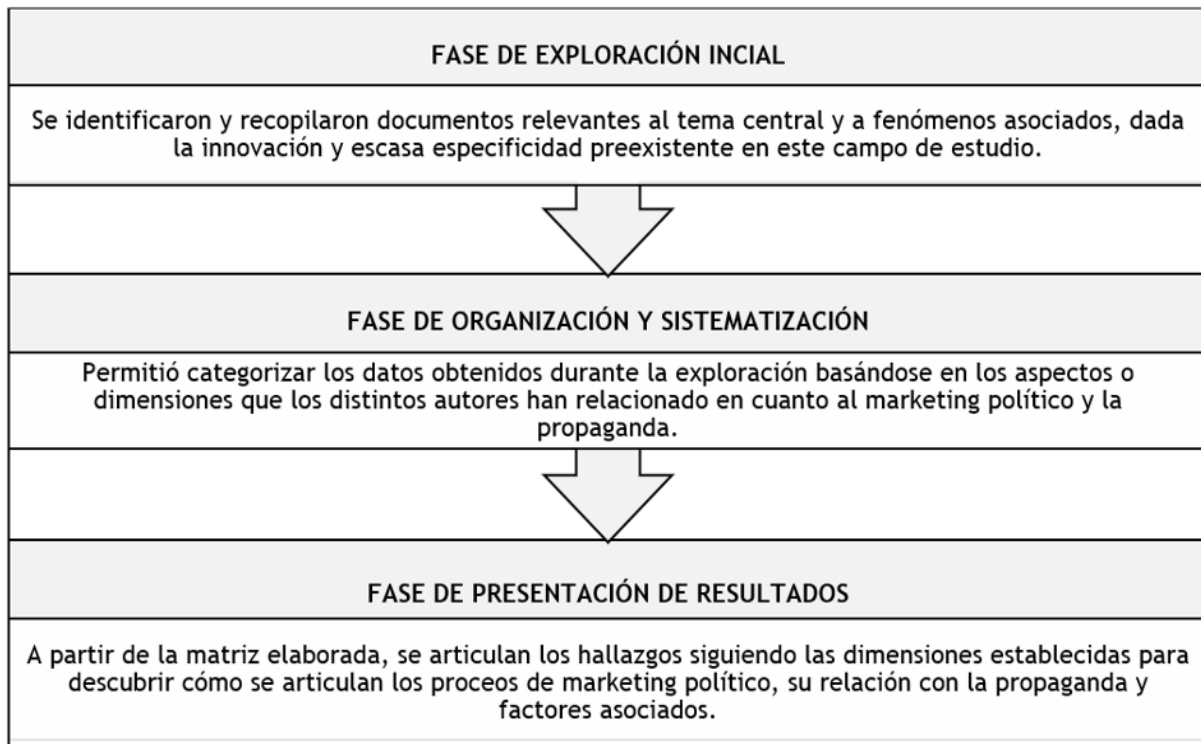 FASE DE EXPLORACIÓN INCIAL
Se identificaron y recopilaron documentos relevantes al tema central y a fenómenos asociados, dada
la innovación y escasa especificidad preexistente en este campo de estudio.
FASE DE ORGANIZACIÓN Y SISTEMATIZACIÓN
Permitió categorizar los datos obtenidos durante la exploración basándose en los aspectos o
dimensiones que los distintos autores han relacionado en cuanto al marketing político y la
propaganda.
FASE DE PRESENTACIÓN DE RESULTADOS
A partir de la matriz elaborada, se articulan los hallazgos siguiendo las dimensiones establecidas para
descubrir cómo se articulan los proceos de marketing político, su relación con la propaganda y
factores asociados.